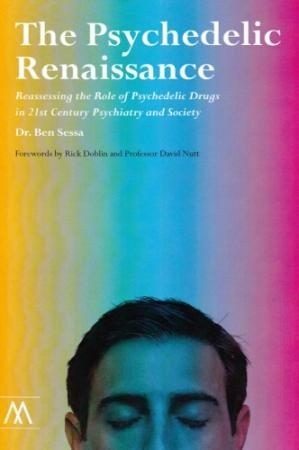 The Psychedelic
Renaissance
Reassessing the Role of Psychedelic Drugs
in 21st Century Psychiatry and Society
Dr. Ben Sessa
Forewords by Rick Doblin and Professor David Nutt